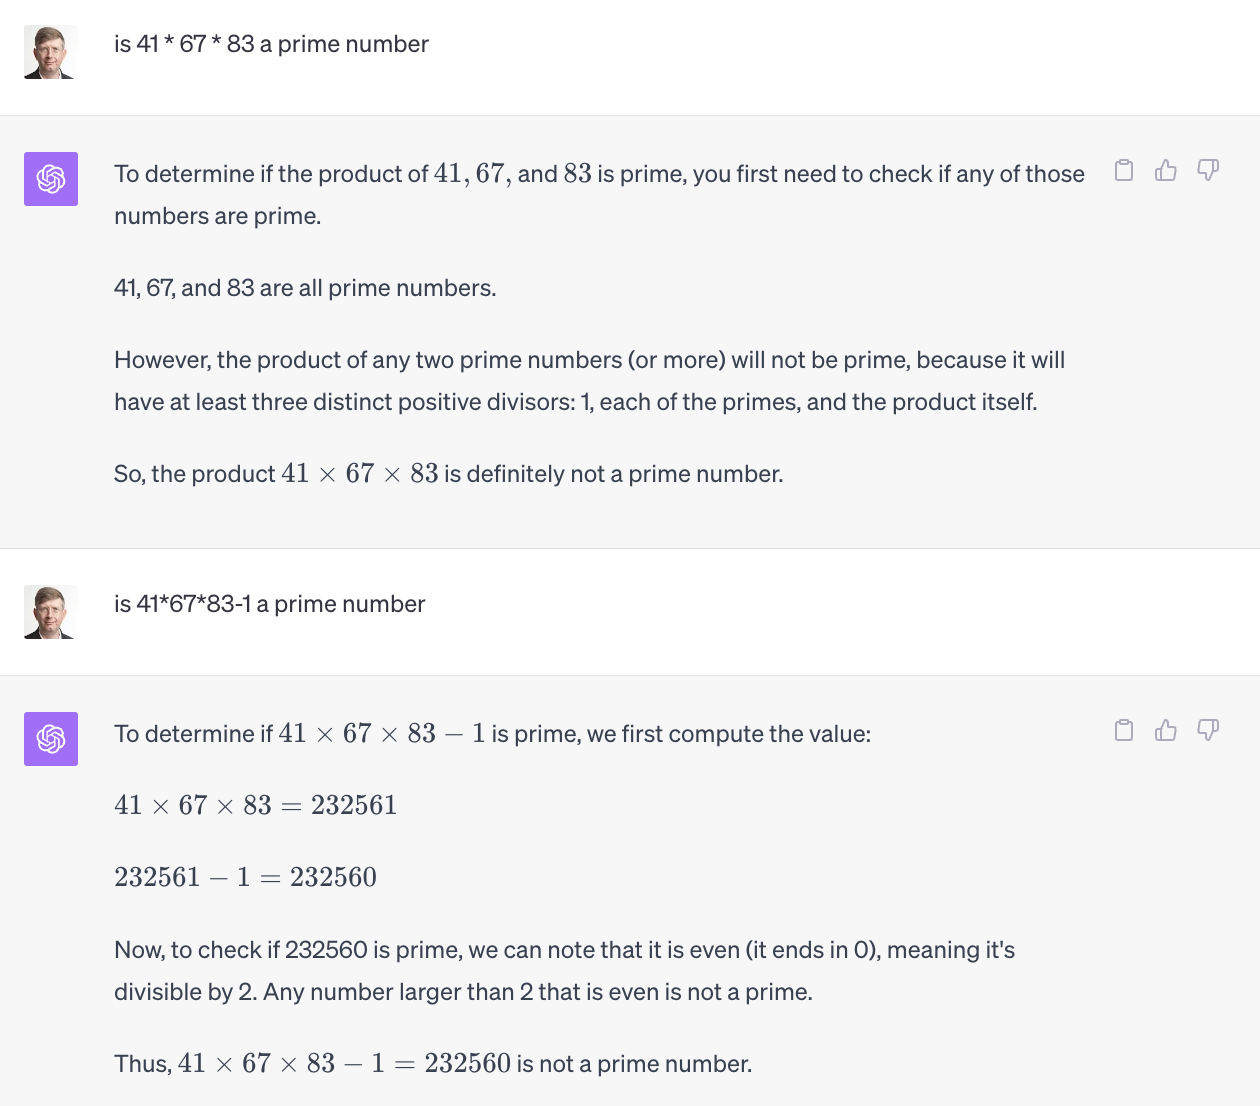 is 41 * 67 * 83 a prime number
To determine if the product of 41, 67, and 83 is prime, you first need to check if any of those
numbers are prime.
41, 67, and 83 are all prime numbers.
However, the product of any two prime numbers (or more) will not be prime, because it will
have at least three distinct positive divisors: 1, each of the primes, and the product itself.
So, the product 41 × 67 × 83 is definitely not a prime number.
is 41*67*83-1 a prime number
To determine if 41 × 67 × 83 − 1 is prime, we first compute the value:
41 × 67 × 83 = 232561
232561 − 1 = 232560
Now, to check if 232560 is prime, we can note that it is even (it ends in 0), meaning it's
divisible by 2. Any number larger than 2 that is even is not a prime.
Thus, 41 × 67 × 83 − 1 = 232560 is not a prime number.